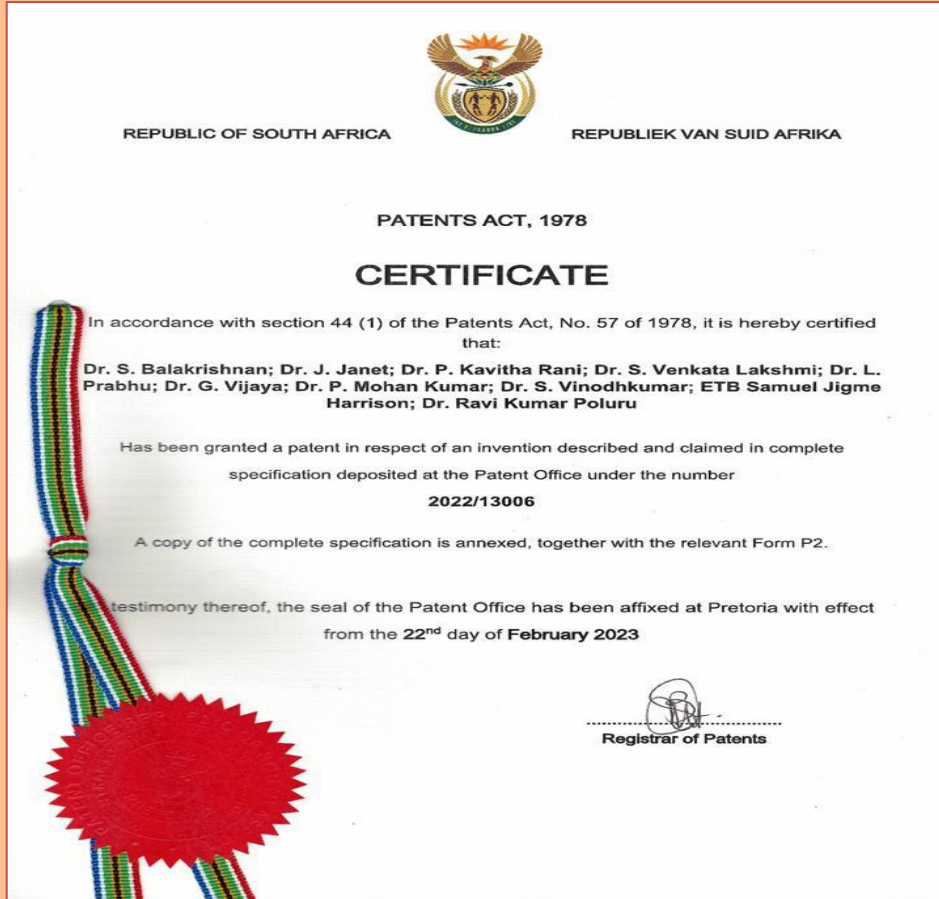 REPUBLIC OF SOUTH AFRICA
REPUBLIEK VAN SUID AFRIKA
PATENTS ACT, 1978
CERTIFICATE
In accordance with section 44 (1) of the Patents Act, No. 57 of 1978, it is hereby certified
that:
Dr. S. Balakrishnan; Dr. J. Janet; Dr. P. Kavitha Rani; Dr. S. Venkata Lakshmi; Dr. L.
Prabhu; Dr. G. Vijaya; Dr. P. Mohan Kumar; Dr. S. Vinodhkumar; ETB Samuel Jigme
Harrison; Dr. Ravi Kumar Poluru
Has been granted a patent in respect of an invention described and claimed in complete
specification deposited at the Patent Office under the number
2022/13006
A copy of the complete specification is annexed, together with the relevant Form P2.
testimony thereof, the seal of the Patent Office has been affixed at Pretoria with effect
from the 22nd day of February 2023
Registrar of Patents
PATENT OFFICE